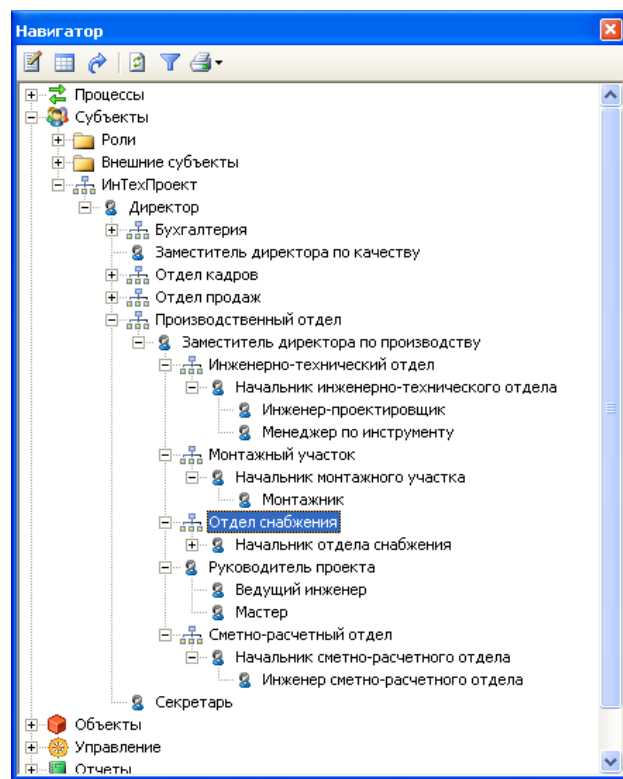 Навигатор
Процессы
Субъекты
Роли
Внешние субъекты
ИнТехПроект
Директор
Бухгалтерия
Заместитель директора по качеству
Отдел кадров
Отдел продаж
Производственный отдел
Заместитель директора по производству
Инженерно-технический отдел
Начальник инженерно-технического отдела
Инженер-проектировщик
Менеджер по инструменту
Монтажный участок
Начальник монтажного участка
Монтажник
Отдел снабжения
Начальник отдела снабжения
Руководитель проекта
Ведущий инженер
Мастер
Сметно-расчетный отдел
Начальник сметно-расчетного отдела
Инженер сметно-расчетного отдела
Секретарь
Объекты
Управление
Отчеты